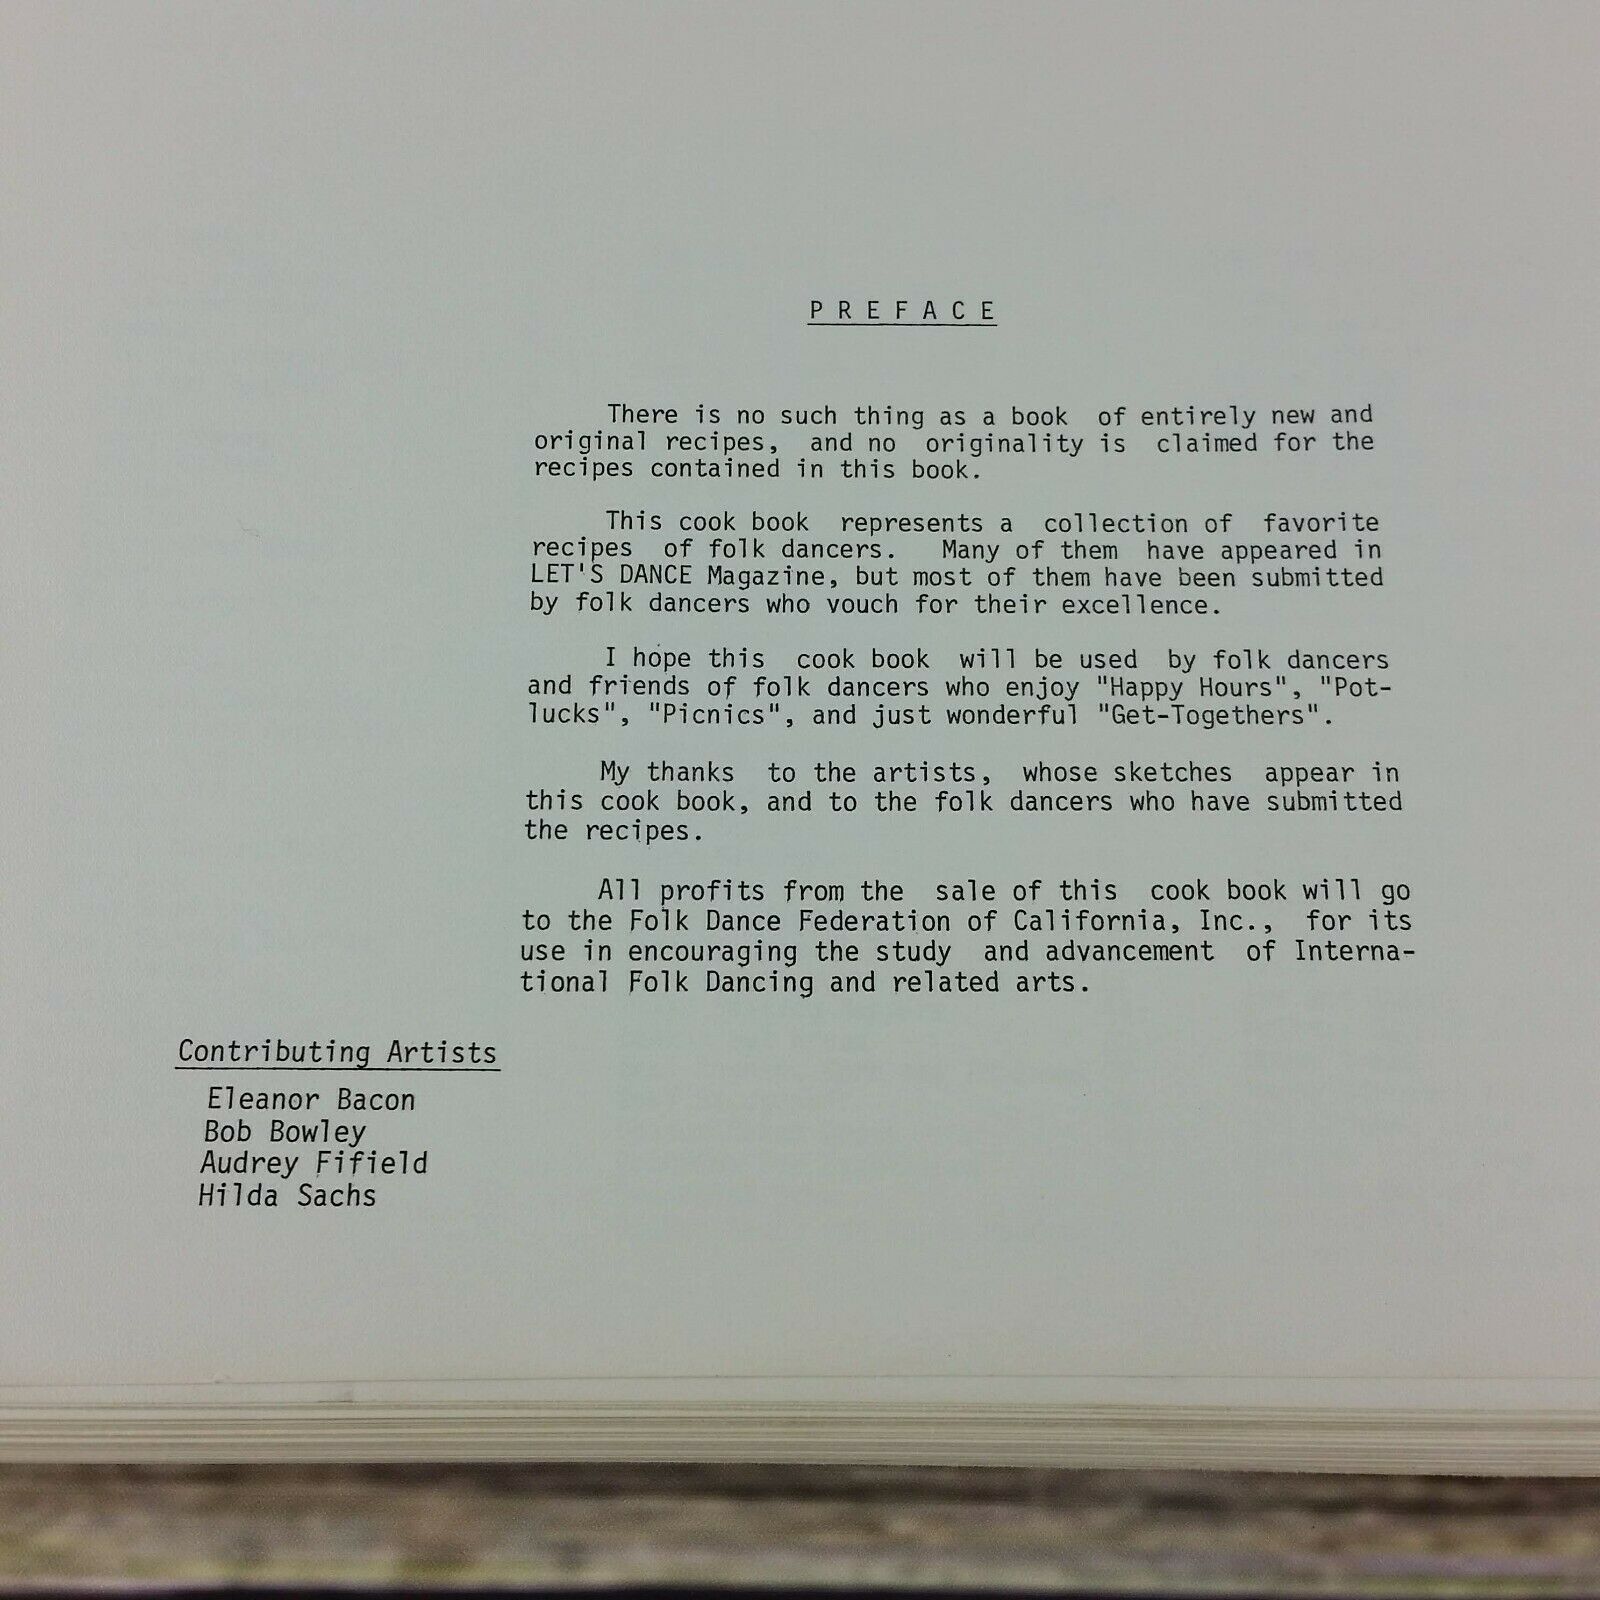 PREFACE
There is no such thing as a book of entirely new and
original recipes, and no originality is claimed for the
recipes contained in this book.
This cook book represents a collection of favorite
recipes of folk dancers. Many of them have appeared in
LET'S DANCE Magazine, but most of them have been submitted
by folk dancers who vouch for their excellence.
I hope this cook book will be used by folk dancers
and friends of folk dancers who enjoy "Happy Hours", "Pot-
lucks", "Picnics", and just wonderful "Get-Togethers".
My thanks to the artists, whose sketches appear in
this cook book, and to the folk dancers who have submitted
the recipes.
All profits from the sale of this cook book will go
to the Folk Dance Federation of California, Inc., for its
use in encouraging the study and advancement of Interna-
tional Folk Dancing and related arts.
Contributing Artists
Eleanor Bacon
Bob Bowley
Audrey Fifield
Hilda Sachs